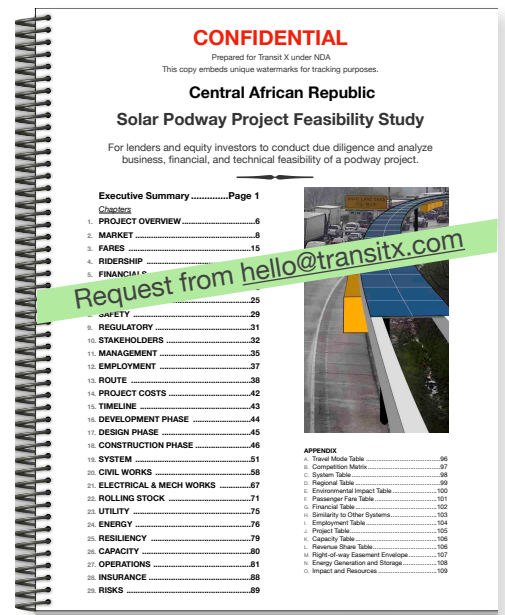 CONFIDENTIAL
Prepared for Transit X under NDA
This copy embeds unique watermarks for tracking purposes.
Central African Republic
Solar Podway Project Feasibility Study
For lenders and equity investors to conduct due diligence and analyze
business, financial, and technical feasibility of a podway project.
Executive Summary ..............Page 1
Chapters
1. PROJECT OVERVIEW...................................6
2. MARKET ........................................................8
3. FARES ..........................................................15
4. RIDERSHIP
5. FINANCIALS
Request from hello@transitx.com
25
8. SAFETY ........................................................29
9. REGULATORY ..............................................31
10. STAKEHOLDERS ..........................................32
11. MANAGEMENT .............................................35
12. EMPLOYMENT .............................................37
13. ROUTE .........................................................38
14. PROJECT COSTS .........................................42
15. TIMELINE .....................................................43
16. DEVELOPMENT PHASE ...............................44
17. DESIGN PHASE ............................................45
18. CONSTRUCTION PHASE .............................46
19. SYSTEM .......................................................51
20. CIVIL WORKS ...............................................58
21. ELECTRICAL & MECH WORKS ....................67
22. ROLLING STOCK ..........................................71
23. UTILITY ........................................................75
24. ENERGY .......................................................76
25. RESILIENCY .................................................79
26. CAPACITY ....................................................80
27. OPERATIONS ...............................................81
28. INSURANCE .................................................88
29. RISKS ..........................................................89
APPENDIX
A. Travel Mode Table .......................................96
B. Competition Matrix.......................................97
C. System Table ...............................................98
D. Regional Table .............................................99
E. Environmental Impact Table .......................100
F. Passenger Fare Table .................................101
G. Financial Table ...........................................102
H. Similarity to Other Systems ........................103
I. Employment Table ......................................104
J. Project Table ..............................................105
K. Capacity Table ...........................................106
L. Revenue Share Table..................................106
M. Right-of-way Easement Envelope...............107
N. Energy Generation and Storage .................108
O. Impact and Resources ...............................109